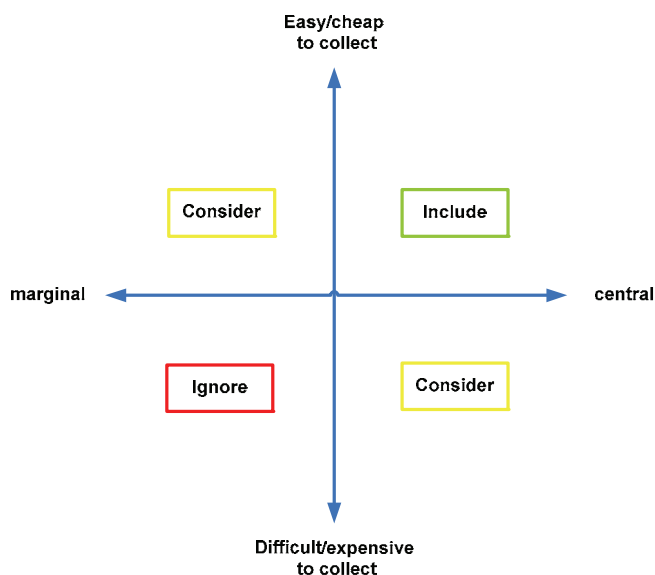 Easy/cheap
to collect
Consider
Include
marginal
central
Ignore
Consider
Difficult/expensive
to collect